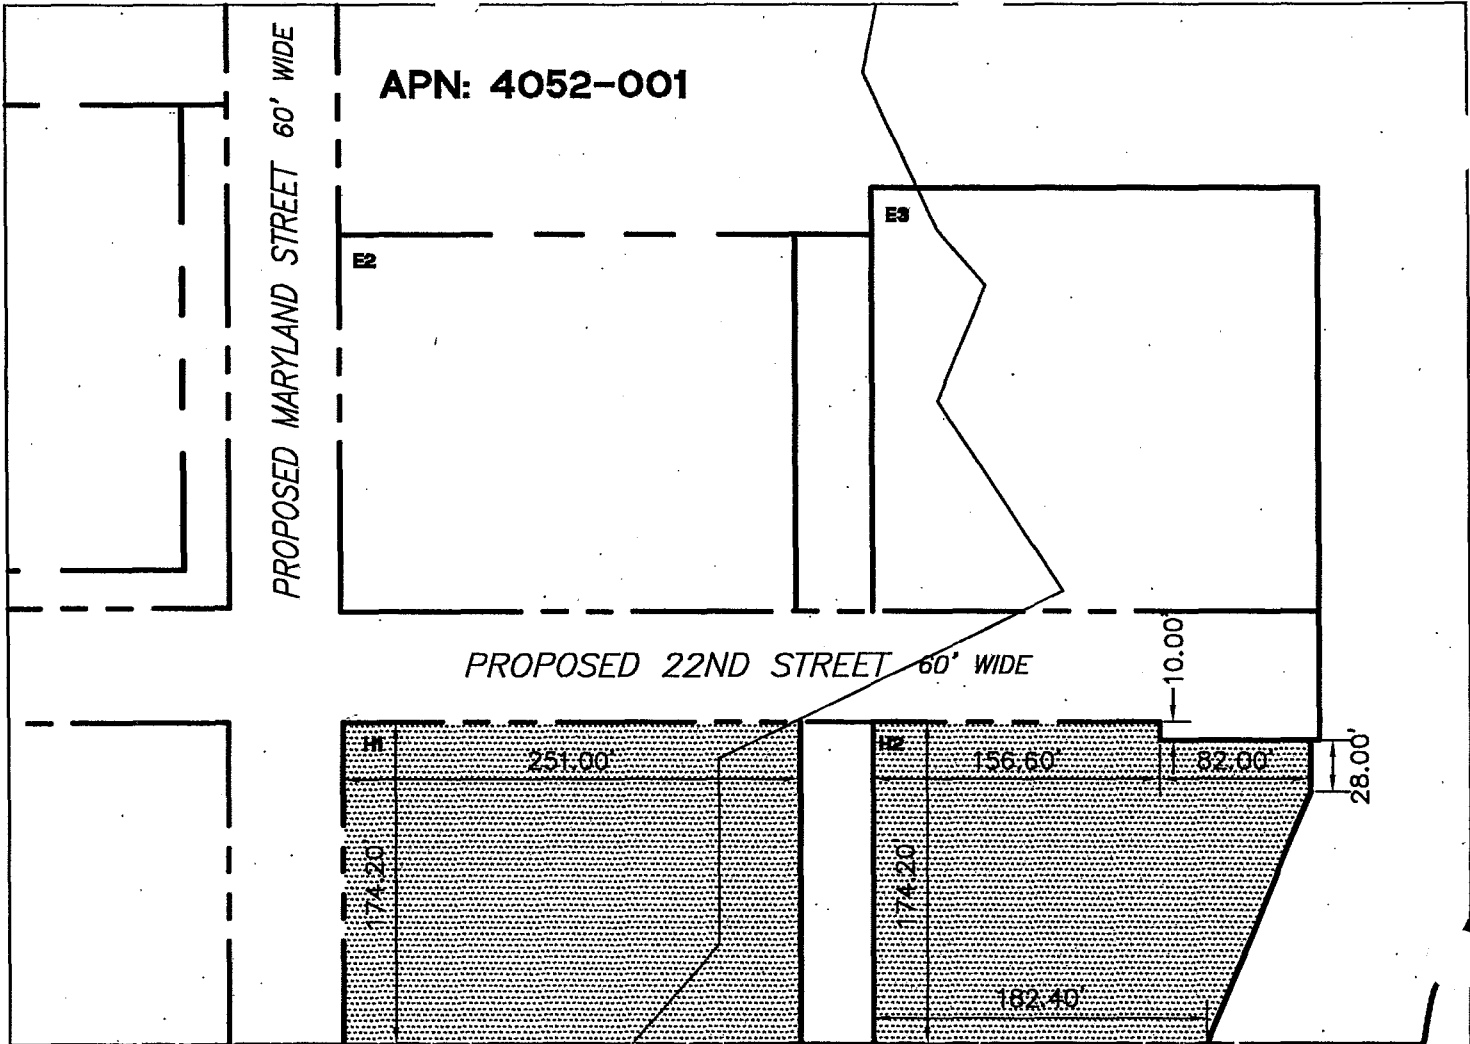 APN: 4052-001
PROPOSED MARYLAND STREET 60' WIDE
E2
E3
PROPOSED 22ND STREET 60' WIDE
10.00'
H1
251.00'
H2
156.60'
82.00'
28.00'
174.20'
174.20'
182.40'